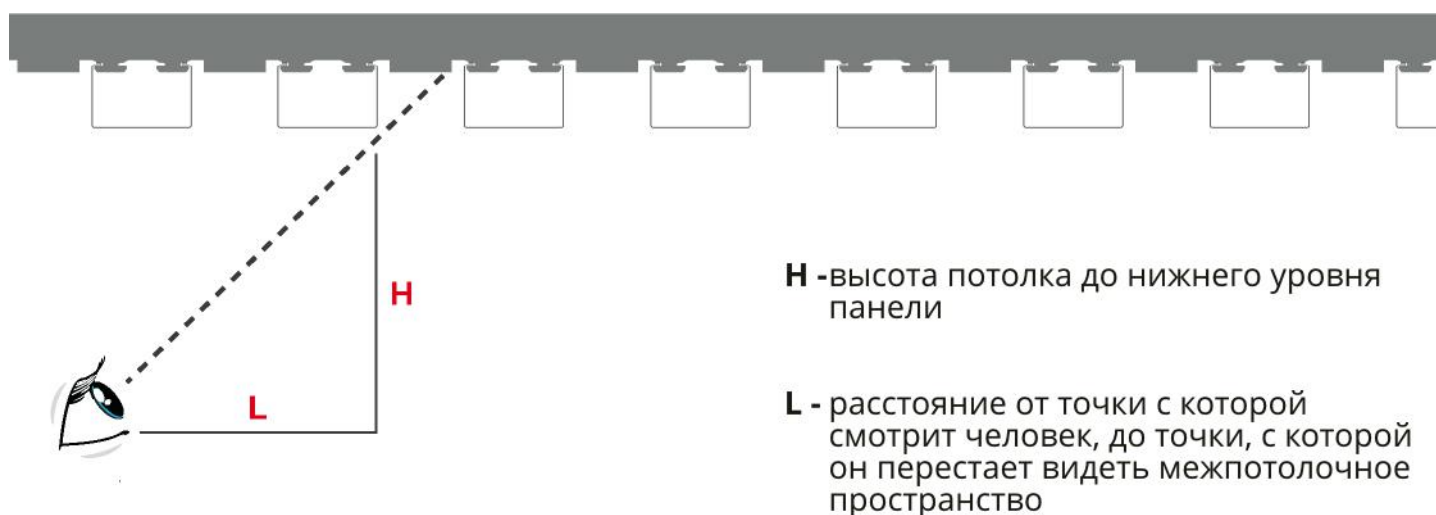 H
L
H -высота потолка до нижнего уровня
панели
L - расстояние от точки с которой
смотрит человек, до точки, с которой
он перестает видеть межпотолочное
пространство